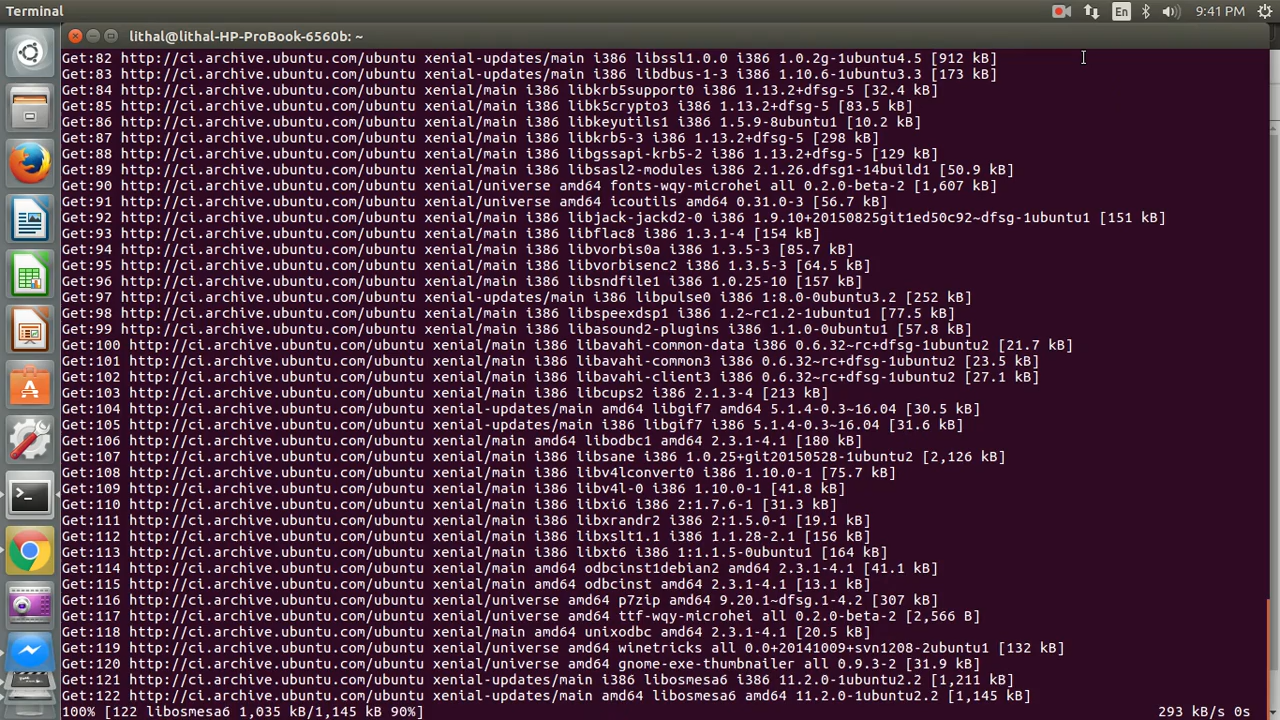 Terminal
En
9:41 PM
lithal@lithal-HP-ProBook-6560b: ~
Get:82 http://ci.archive.ubuntu.com/ubuntu xenial-updates/main i386 libssl1.0.0 i386 1.0.2g-1ubuntu4.5 [912 kB]
Get:83 http://ci.archive.ubuntu.com/ubuntu xenial-updates/main i386 libdbus-1-3 i386 1.10.6-1ubuntu3.3 [173 kB]
Get:84 http://ci.archive.ubuntu.com/ubuntu xenial/main i386 libkrb5support0 i386 1.13.2+dfsg-5 [32.4 kB]
Get:85 http://ci.archive.ubuntu.com/ubuntu xenial/main i386 libk5crypto3 i386 1.13.2+dfsg-5 [83.5 kB]
Get:86 http://ci.archive.ubuntu.com/ubuntu xenial/main i386 libkeyutils1 i386 1.5.9-8ubuntu1 [10.2 kB]
Get:87 http://ci.archive.ubuntu.com/ubuntu xenial/main i386 libkrb5-3 i386 1.13.2+dfsg-5 [298 kB]
Get:88 http://ci.archive.ubuntu.com/ubuntu xenial/main i386 libgssapi-krb5-2 i386 1.13.2+dfsg-5 [129 kB]
Get:89 http://ci.archive.ubuntu.com/ubuntu xenial/main i386 libsasl2-modules i386 2.1.26.dfsg1-14build1 [50.9 kB]
Get:90 http://ci.archive.ubuntu.com/ubuntu xenial/universe amd64 fonts-wqy-microhei all 0.2.0-beta-2 [1,607 kB]
Get:91 http://ci.archive.ubuntu.com/ubuntu xenial/universe amd64 icoutils amd64 0.31.0-3 [56.7 kB]
Get:92 http://ci.archive.ubuntu.com/ubuntu xenial/main i386 libjack-jackd2-0 i386 1.9.10+20150825git1ed50c92~dfsg-1ubuntu1 [151 kB]
Get:93 http://ci.archive.ubuntu.com/ubuntu xenial/main i386 libflac8 i386 1.3.1-4 [154 kB]
Get:94 http://ci.archive.ubuntu.com/ubuntu xenial/main i386 libvorbis0a i386 1.3.5-3 [85.7 kB]
Get:95 http://ci.archive.ubuntu.com/ubuntu xenial/main i386 libvorbisenc2 i386 1.3.5-3 [64.5 kB]
Get:96 http://ci.archive.ubuntu.com/ubuntu xenial/main i386 libsndfile1 i386 1.0.25-10 [157 kB]
Get:97 http://ci.archive.ubuntu.com/ubuntu xenial-updates/main i386 libpulse0 i386 1:8.0-0ubuntu3.2 [252 kB]
Get:98 http://ci.archive.ubuntu.com/ubuntu xenial/main i386 libspeexdsp1 i386 1.2~rc1.2-1ubuntu1 [77.5 kB]
Get:99 http://ci.archive.ubuntu.com/ubuntu xenial/main i386 libasound2-plugins i386 1.1.0-0ubuntu1 [57.8 kB]
Get:100 http://ci.archive.ubuntu.com/ubuntu xenial/main i386 libavahi-common-data i386 0.6.32~rc+dfsg-1ubuntu2 [21.7 kB]
Get:101 http://ci.archive.ubuntu.com/ubuntu xenial/main i386 libavahi-common3 i386 0.6.32~rc+dfsg-1ubuntu2 [23.5 kB]
Get:102 http://ci.archive.ubuntu.com/ubuntu xenial/main i386 libavahi-client3 i386 0.6.32~rc+dfsg-1ubuntu2 [27.1 kB]
Get:103 http://ci.archive.ubuntu.com/ubuntu xenial/main i386 libcups2 i386 2.1.3-4 [213 kB]
Get:104 http://ci.archive.ubuntu.com/ubuntu xenial-updates/main amd64 libgif7 amd64 5.1.4-0.3~16.04 [30.5 kB]
Get:105 http://ci.archive.ubuntu.com/ubuntu xenial-updates/main i386 libgif7 i386 5.1.4-0.3~16.04 [31.6 kB]
Get:106 http://ci.archive.ubuntu.com/ubuntu xenial/main amd64 libodbc1 amd64 2.3.1-4.1 [180 kB]
Get:107 http://ci.archive.ubuntu.com/ubuntu xenial/main i386 libsane i386 1.0.25+git20150528-1ubuntu2 [2,126 kB]
Get:108 http://ci.archive.ubuntu.com/ubuntu xenial/main i386 libv4lconvert0 i386 1.10.0-1 [75.7 kB]
Get:109 http://ci.archive.ubuntu.com/ubuntu xenial/main i386 libv4l-0 i386 1.10.0-1 [41.8 kB]
Get:110 http://ci.archive.ubuntu.com/ubuntu xenial/main i386 libxi6 i386 2:1.7.6-1 [31.3 kB]
Get:111 http://ci.archive.ubuntu.com/ubuntu xenial/main i386 libxrandr2 i386 2:1.5.0-1 [19.1 kB]
Get:112 http://ci.archive.ubuntu.com/ubuntu xenial/main i386 libxslt1.1 i386 1.1.28-2.1 [156 kB]
Get:113 http://ci.archive.ubuntu.com/ubuntu xenial/main i386 libxt6 i386 1:1.1.5-0ubuntu1 [164 kB]
Get:114 http://ci.archive.ubuntu.com/ubuntu xenial/main amd64 odbcinst1debian2 amd64 2.3.1-4.1 [41.1 kB]
Get:115 http://ci.archive.ubuntu.com/ubuntu xenial/main amd64 odbcinst amd64 2.3.1-4.1 [13.1 kB]
Get:116 http://ci.archive.ubuntu.com/ubuntu xenial/universe amd64 p7zip amd64 9.20.1~dfsg.1-4.2 [307 kB]
Get:117 http://ci.archive.ubuntu.com/ubuntu xenial/universe amd64 ttf-wqy-microhei all 0.2.0-beta-2 [2,566 B]
Get:118 http://ci.archive.ubuntu.com/ubuntu xenial/main amd64 unixodbc amd64 2.3.1-4.1 [20.5 kB]
Get:119 http://ci.archive.ubuntu.com/ubuntu xenial/universe amd64 winetricks all 0.0+20141009+svn1208-2ubuntu1 [132 kB]
Get:120 http://ci.archive.ubuntu.com/ubuntu xenial/universe amd64 gnome-exe-thumbnailer all 0.9.3-2 [31.9 kB]
Get:121 http://ci.archive.ubuntu.com/ubuntu xenial-updates/main i386 libosmesa6 i386 11.2.0-1ubuntu2.2 [1,211 kB]
Get:122 http://ci.archive.ubuntu.com/ubuntu xenial-updates/main amd64 libosmesa6 amd64 11.2.0-1ubuntu2.2 [1,145 kB]
100% [122 libosmesa6 1,035 kB/1,145 kB 90%] 293 kB/s 0s